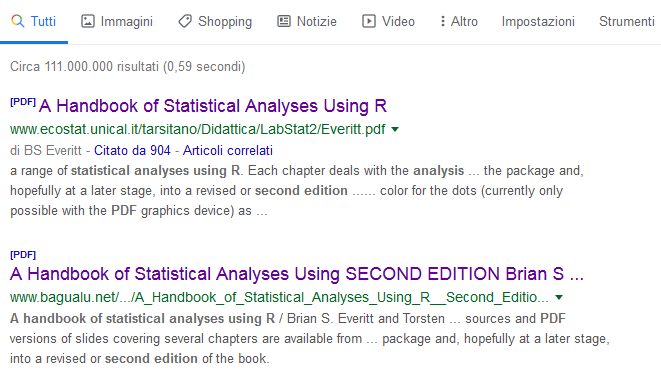 Tutti Immagini Shopping Notizie Video Altro Impostazioni Strumenti
Circa 111.000.000 risultati (0,59 secondi)
[PDF] A Handbook of Statistical Analyses Using R
www.ecostat.unical.it/tarsitano/Didattica/LabStat2/Everitt.pdf
di BS Everitt - Citato da 904 - Articoli correlati
a range of statistical analyses using R. Each chapter deals with the analysis ... the package and,
hopefully at a later stage, into a revised or second edition ...... color for the dots (currently only
possible with the PDF graphics device) as ...
[PDF]
A Handbook of Statistical Analyses Using SECOND EDITION Brian S ...
www.bagualu.net/.../A_Handbook_of_Statistical_Analyses_Using_R__Second_Editio...
A handbook of statistical analyses using R / Brian S. Everitt and Torsten ... sources and PDF
versions of slides covering several chapters are available from ... package and, hopefully at a later stage,
into a revised or second edition of the book.